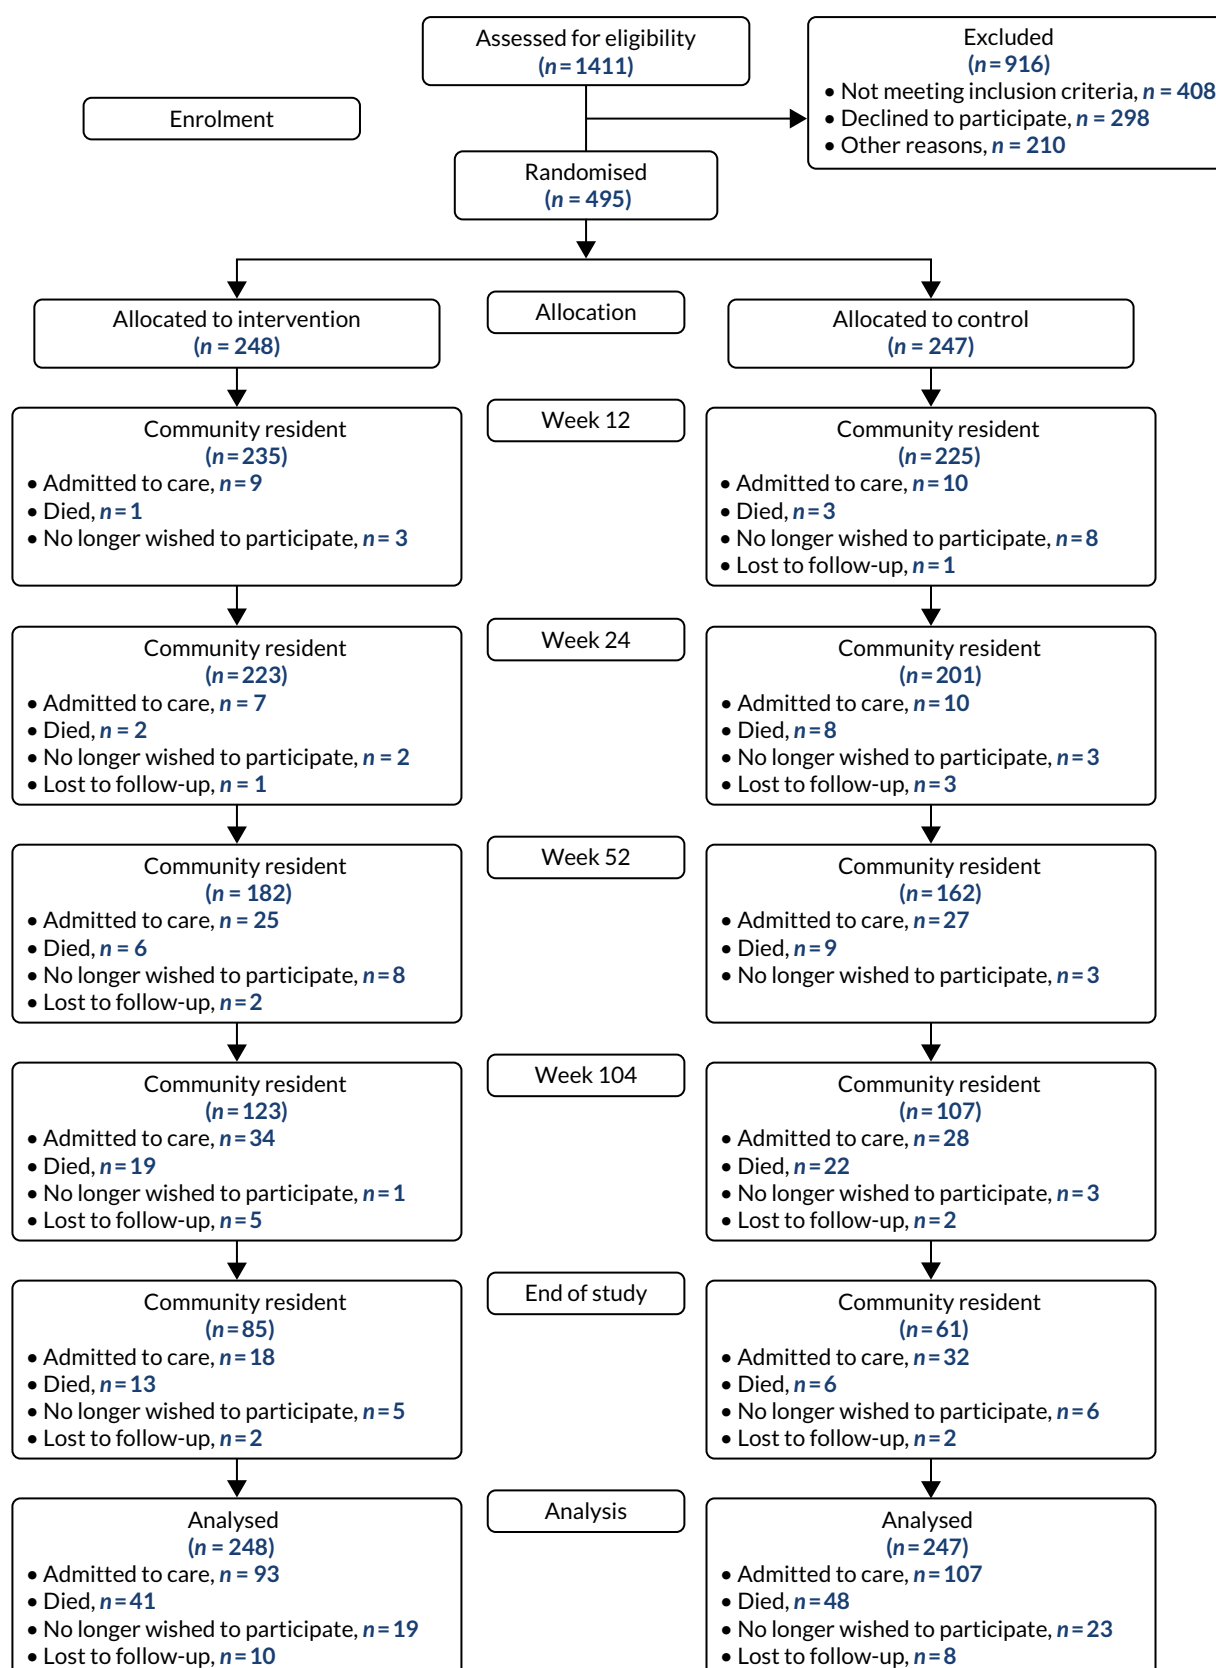 Assessed for eligibility
(n = 1411)
Excluded
(n = 916)
• Not meeting inclusion criteria, n = 408
• Declined to participate, n = 298
• Other reasons, n = 210
Enrolment
Randomised
(n = 495)
Allocated to intervention
(n = 248)
Allocation
Allocated to control
(n = 247)
Community resident
(n = 235)
• Admitted to care, n = 9
• Died, n = 1
• No longer wished to participate, n = 3
Week 12
Community resident
(n = 225)
• Admitted to care, n = 10
• Died, n = 3
• No longer wished to participate, n = 8
• Lost to follow-up, n = 1
Community resident
(n = 223)
• Admitted to care, n = 7
• Died, n = 2
• No longer wished to participate, n = 2
• Lost to follow-up, n = 1
Week 24
Community resident
(n = 201)
• Admitted to care, n = 10
• Died, n = 8
• No longer wished to participate, n = 3
• Lost to follow-up, n = 3
Community resident
(n = 182)
• Admitted to care, n = 25
• Died, n = 6
• No longer wished to participate, n = 8
• Lost to follow-up, n = 2
Week 52
Community resident
(n = 162)
• Admitted to care, n = 27
• Died, n = 9
• No longer wished to participate, n = 3
Community resident
(n = 123)
• Admitted to care, n = 34
• Died, n = 19
• No longer wished to participate, n = 1
• Lost to follow-up, n = 5
Week 104
Community resident
(n = 107)
• Admitted to care, n = 28
• Died, n = 22
• No longer wished to participate, n = 3
• Lost to follow-up, n = 2
Community resident
(n = 85)
• Admitted to care, n = 18
• Died, n = 13
• No longer wished to participate, n = 5
• Lost to follow-up, n = 2
End of study
Community resident
(n = 61)
• Admitted to care, n = 32
• Died, n = 6
• No longer wished to participate, n = 6
• Lost to follow-up, n = 2
Analysed
(n = 248)
• Admitted to care, n = 93
• Died, n = 41
• No longer wished to participate, n = 19
• Lost to follow-up, n = 10
Analysis
Analysed
(n = 247)
• Admitted to care, n = 107
• Died, n = 48
• No longer wished to participate, n = 23
• Lost to follow-up, n = 8